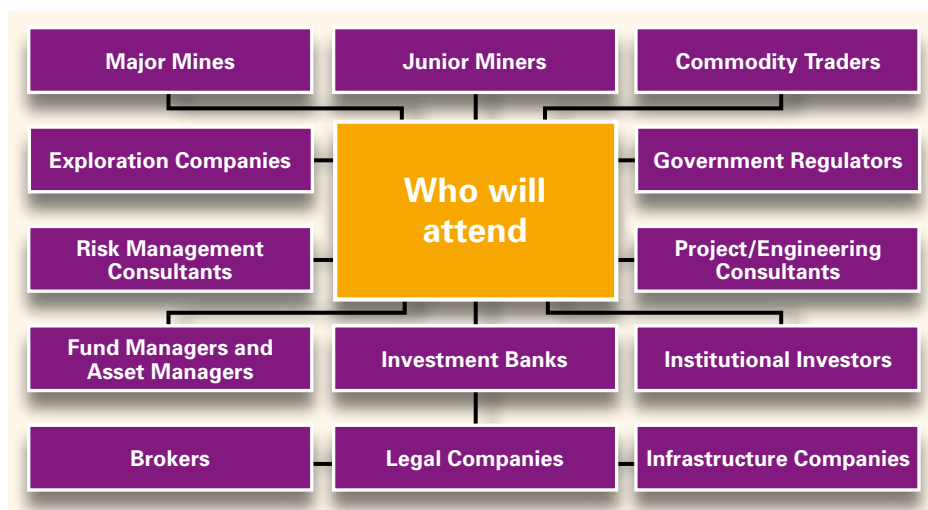 Major Mines
Junior Miners
Commodity Traders
Exploration Companies
Who will
attend
Government Regulators
Risk Management
Consultants
Project/Engineering
Consultants
Fund Managers and
Asset Managers
Investment Banks
Institutional Investors
Brokers
Legal Companies
Infrastructure Companies